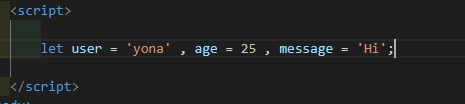 <script>
let user = 'yona' , age = 25 , message = 'Hi';
</script>